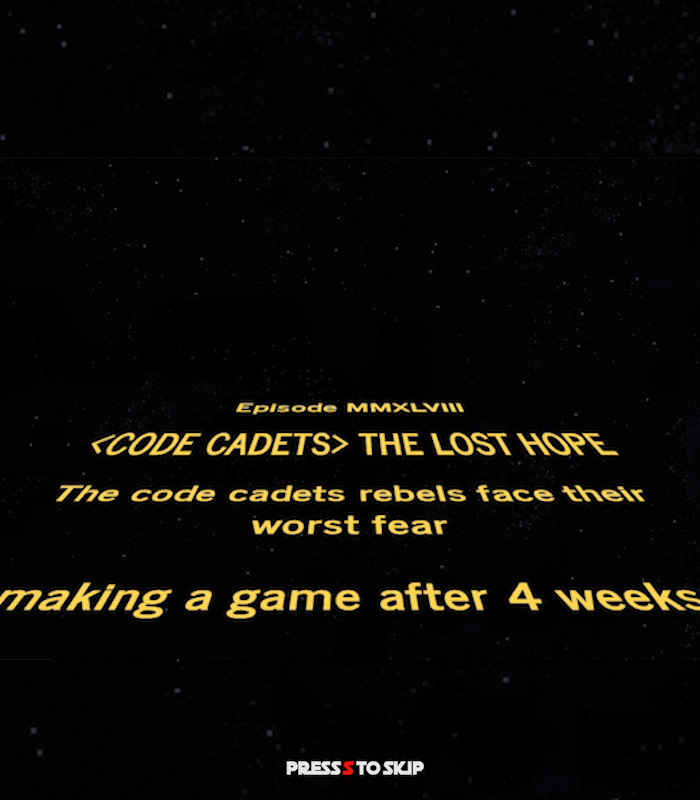 Episode MMXLVIII
<CODE CADETS> THE LOST HOPE
The code cadets rebels face their
worst fear
making a game after 4 weeks
PRESS S TO SKIP